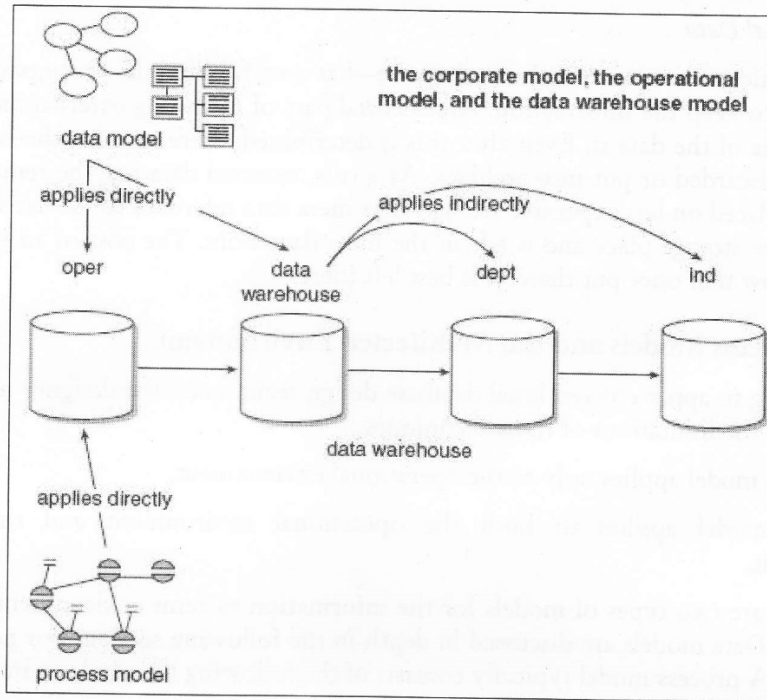 the corporate model, the operational
model, and the data warehouse model
data model
applies directly
applies indirectly
oper
data
warehouse
dept
ind
data warehouse
applies directly
process model